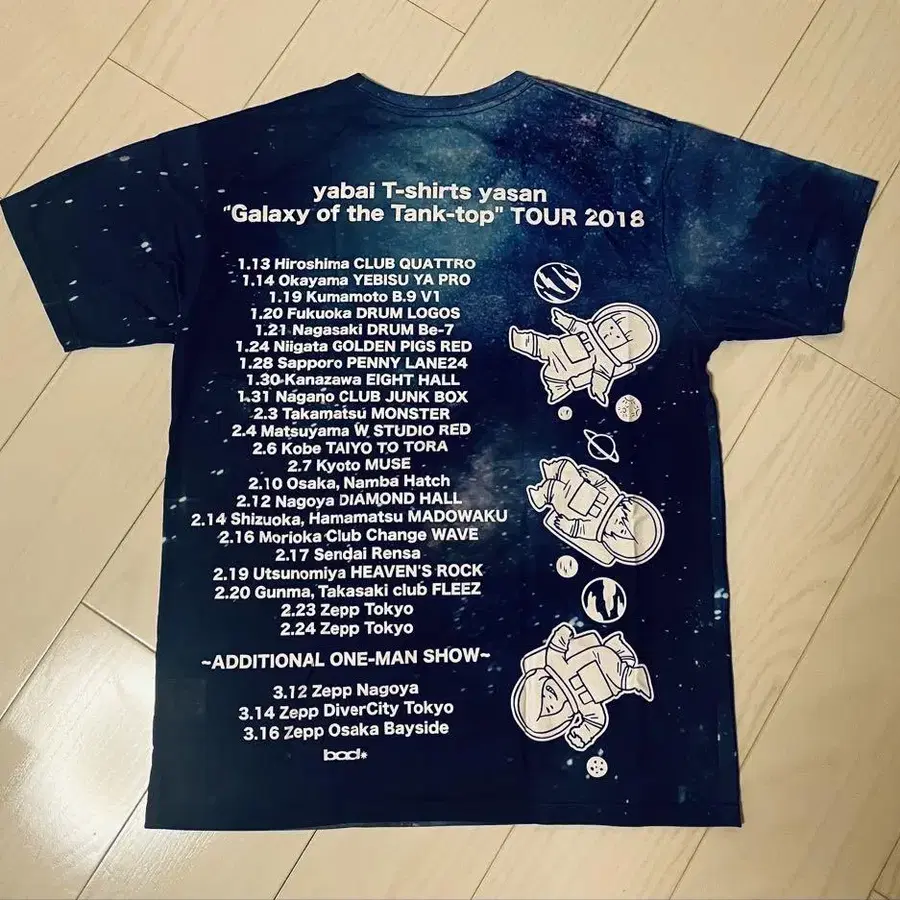 yabai T-shirts yasan
"Galaxy of the Tank-top" TOUR 2018
1.13 Hiroshima CLUB QUATTRO
1.14 Okayama YEBISU YA PRO
1.19 Kumamoto B.9 V1
1.20 Fukuoka DRUM LOGOS
1.21 Nagasaki DRUM Be-7
1.24 Niigata GOLDEN PIGS RED
1.28 Sapporo PENNY LANE24
1.30 Kanazawa EIGHT HALL
1.31 Nagano CLUB JUNK BOX
2.3 Takamatsu MONSTER
2.4 Matsuyama W STUDIO RED
2.6 Kobe TAIYO TO TORA
2.7 Kyoto MUSE
2.10 Osaka, Namba Hatch
2.12 Nagoya DIAMOND HALL
2.14 Shizuoka, Hamamatsu MADOWAKU
2.16 Morioka Club Change WAVE
2.17 Sendai Rensa
2.19 Utsunomiya HEAVEN'S ROCK
2.20 Gunma, Takasaki club FLEEZ
2.23 Zepp Tokyo
2.24 Zepp Tokyo
~ADDITIONAL ONE-MAN SHOW~
3.12 Zepp Nagoya
3.14 Zepp DiverCity Tokyo
3.16 Zepp Osaka Bayside
bad*